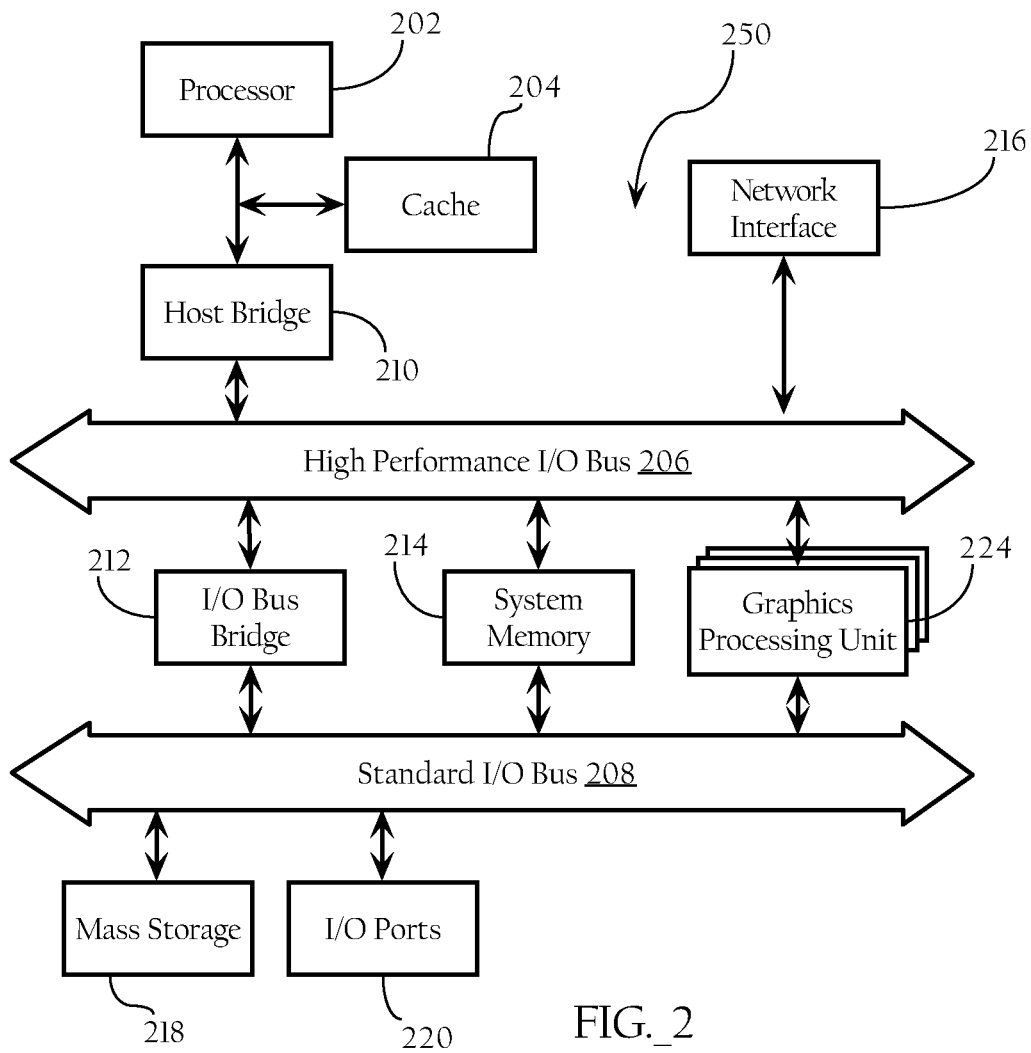 202
Processor
250
204
216
Cache
Network
Interface
Host Bridge
210
High Performance I/O Bus 206
212
214
224
I/O Bus
Bridge
System
Memory
Graphics
Processing Unit
Standard I/O Bus 208
Mass Storage
I/O Ports
218
220
FIG._2